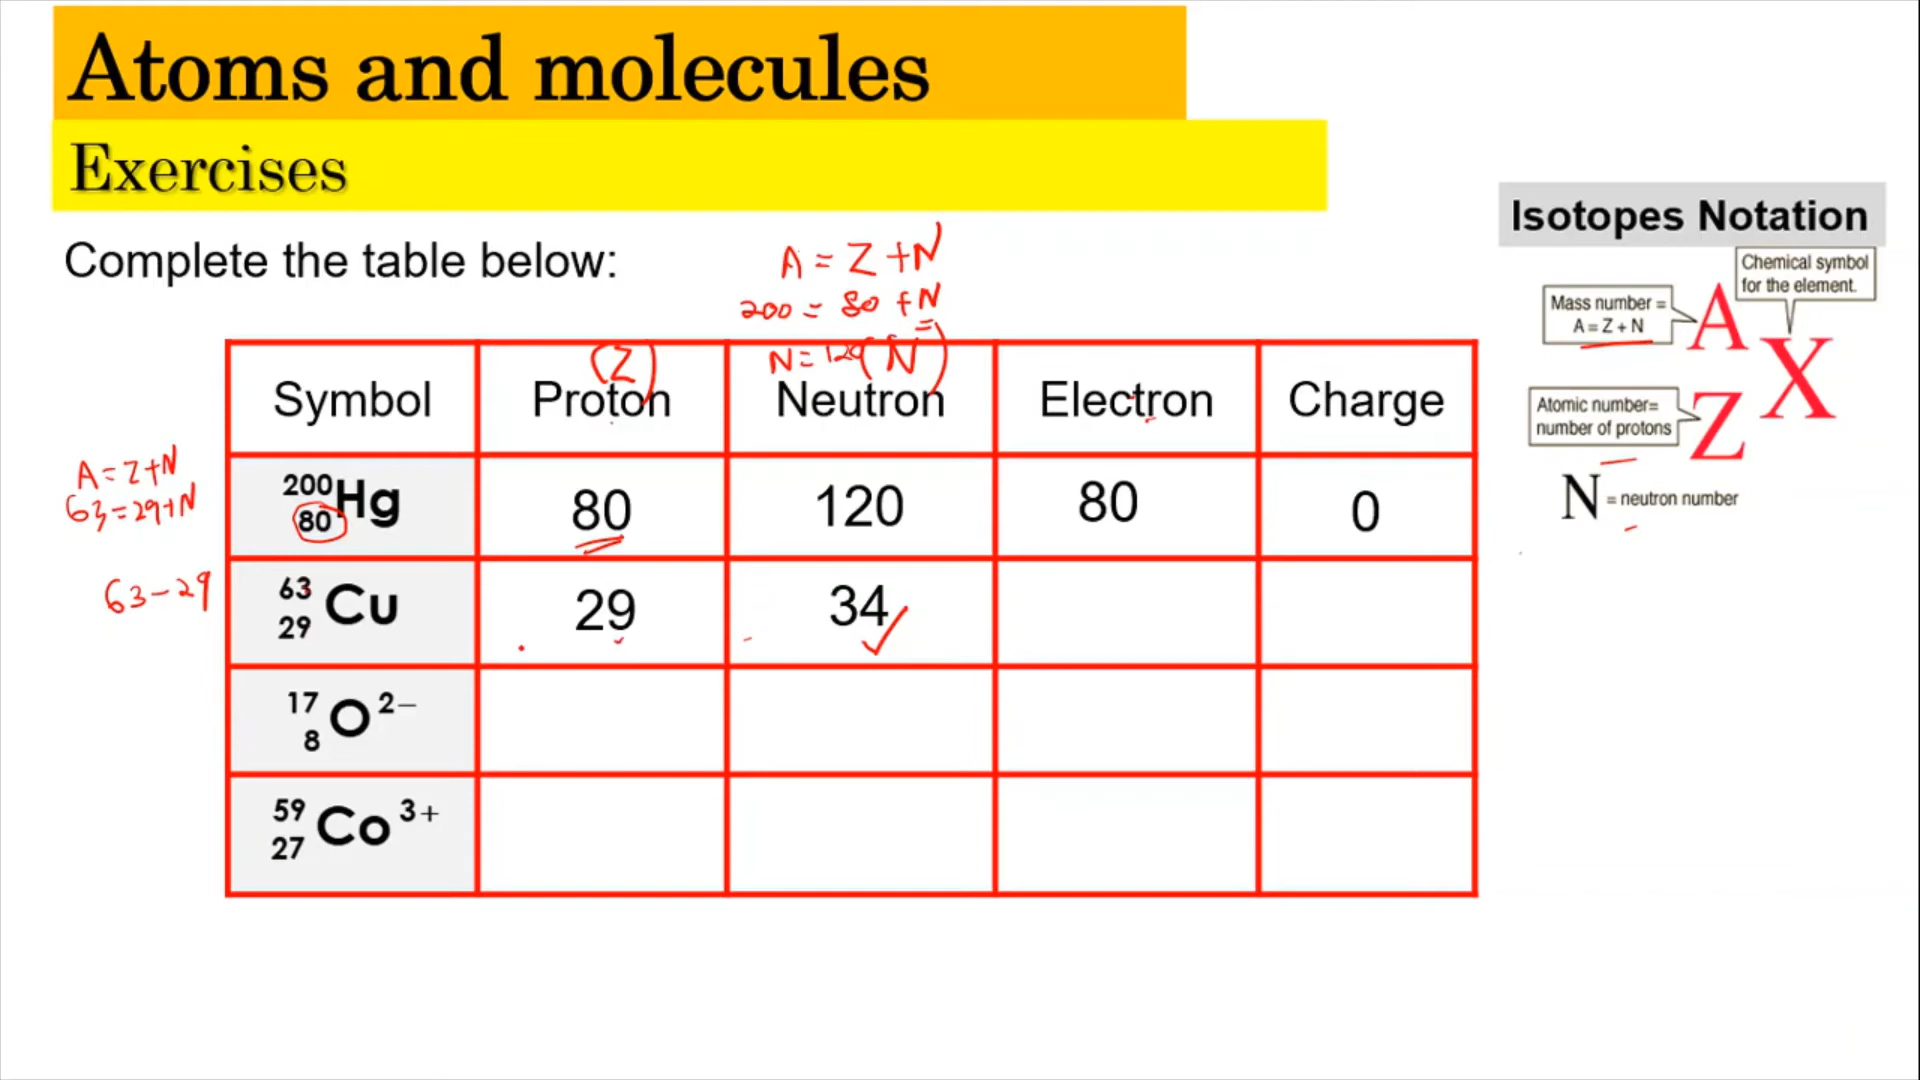 Atoms and molecules
Exercises
Complete the table below:
A = Z + N
200 = 80 + N
N = 120
(Z)
(N)
Symbol Proton Neutron Electron Charge
A = Z + N
63 = 29 + N
200
80 Hg 80 120 80 0
63 - 29
63
29 Cu 29 34
17
8 O 2−
59
27 Co 3+
Isotopes Notation
Chemical symbol
for the element.
Mass number =
A = Z + N
A
X
Atomic number=
number of protons
Z
N = neutron number